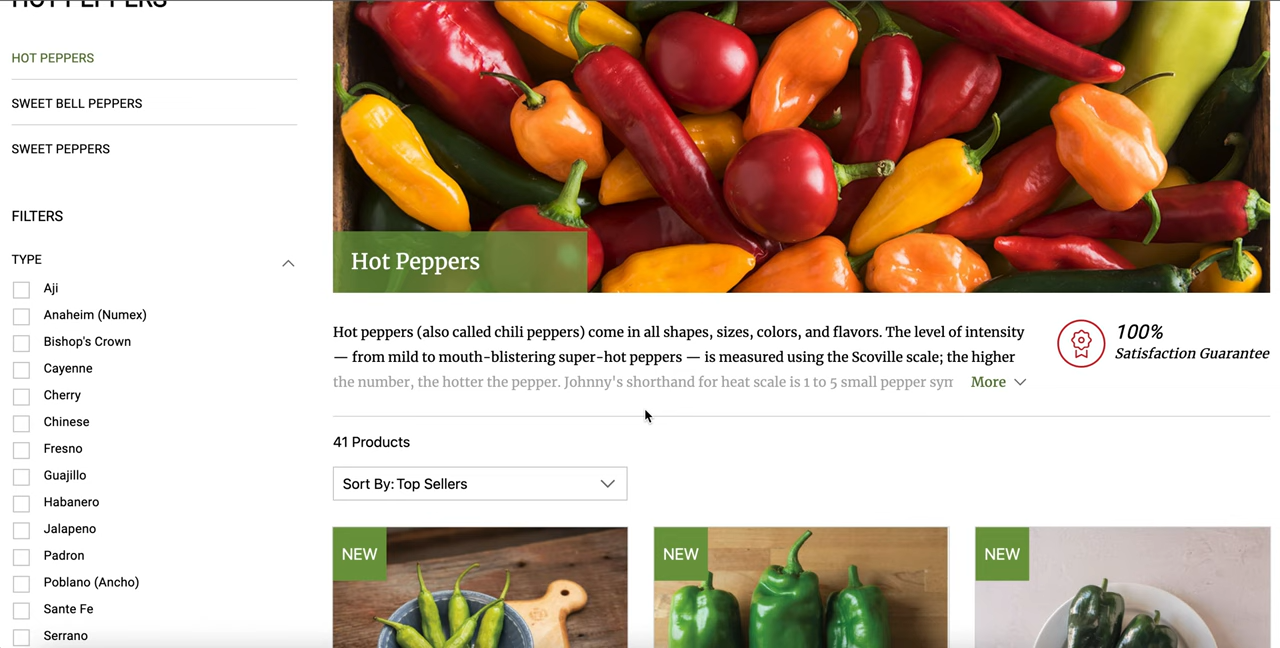 HOT PEPPERS
HOT PEPPERS
SWEET BELL PEPPERS
SWEET PEPPERS
FILTERS
TYPE
Aji
Anaheim (Numex)
Bishop's Crown
Cayenne
Cherry
Chinese
Fresno
Guajillo
Habanero
Jalapeno
Padron
Poblano (Ancho)
Sante Fe
Serrano
Hot Peppers
Hot peppers (also called chili peppers) come in all shapes, sizes, colors, and flavors. The level of intensity
— from mild to mouth-blistering super-hot peppers — is measured using the Scoville scale; the higher
the number, the hotter the pepper. Johnny's shorthand for heat scale is 1 to 5 small pepper sym
More
100%
Satisfaction Guarantee
41 Products
Sort By: Top Sellers
NEW
NEW
NEW